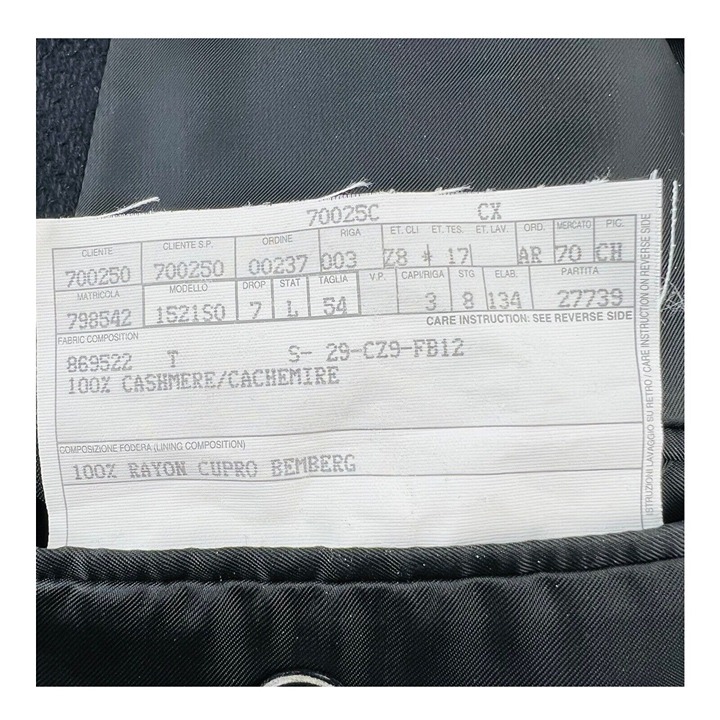 70025C CX
CLIENTE CLIENTE S.P. ORDINE RIGA ET. CLI ET. TES. ET. LAV. ORD. MERCATO PIC.
700250 700250 00237 003 Z8 * 17 AR 70 CH
MATRICOLA MODELLO DROP STAT TAGLIA V.P. CAPI/RIGA STG ELAB. PARTITA
798542 15Z1S0 7 L 54 3 8 134 27739
FABRIC COMPOSITION CARE INSTRUCTION: SEE REVERSE SIDE
869522 T S- 29-CZ9-FB12
100% CASHMERE/CACHEMIRE
COMPOSIZIONE FODERA (LINING COMPOSITION)
100% RAYON CUPRO BEMBERG
ISTRUZIONI LAVAGGIO SU RETRO / CARE INSTRUCTION ON REVERSE SIDE